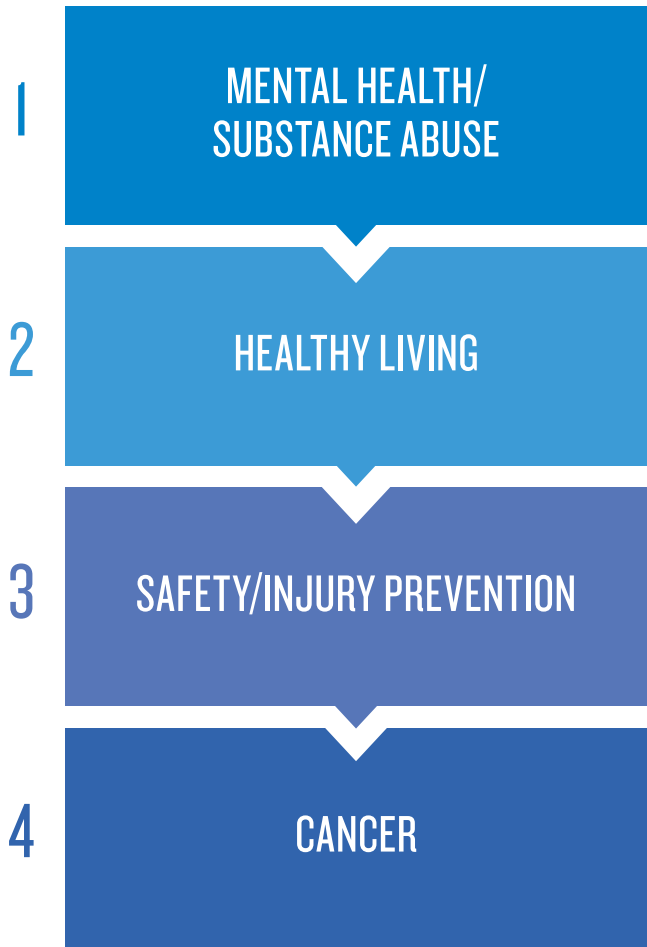 1
MENTAL HEALTH/
SUBSTANCE ABUSE
2
HEALTHY LIVING
3
SAFETY/INJURY PREVENTION
4
CANCER